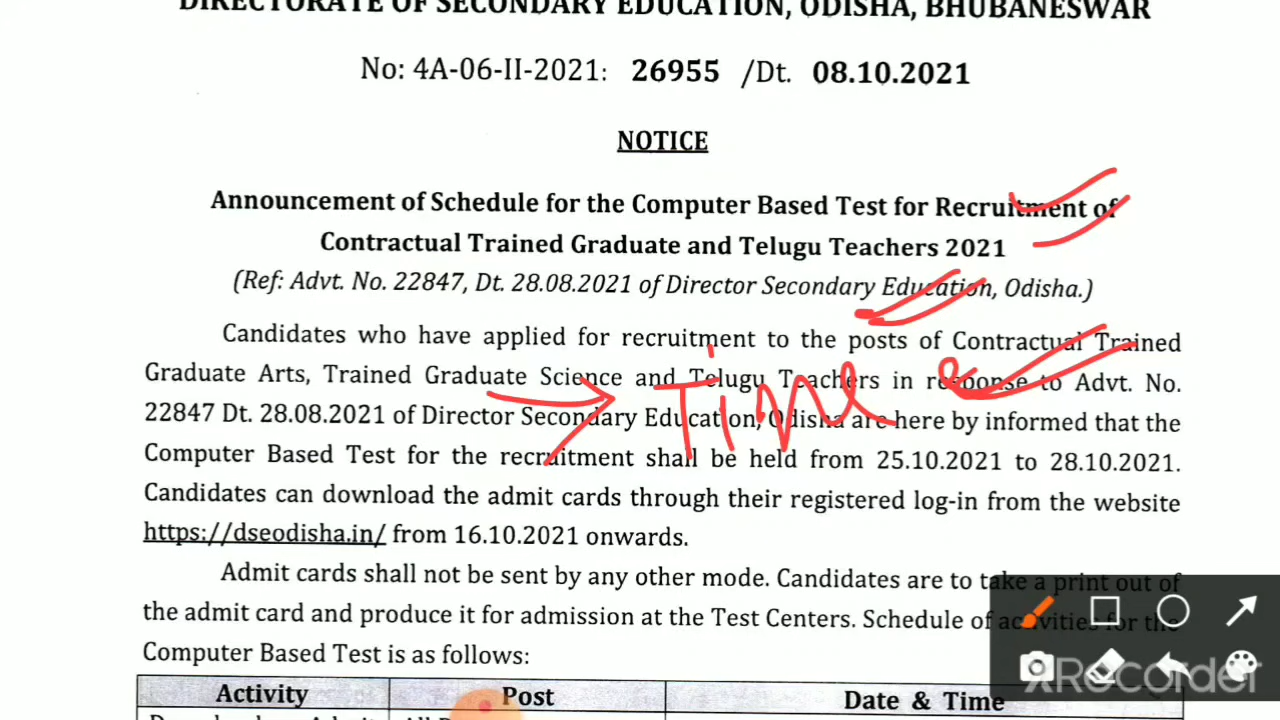 DIRECTORATE OF SECONDARY EDUCATION, ODISHA, BHUBANESWAR
No: 4A-06-II-2021: 26955 /Dt. 08.10.2021
NOTICE
Announcement of Schedule for the Computer Based Test for Recruitment of
Contractual Trained Graduate and Telugu Teachers 2021
(Ref: Advt. No. 22847, Dt. 28.08.2021 of Director Secondary Education, Odisha.)
Candidates who have applied for recruitment to the posts of Contractual Trained
Graduate Arts, Trained Graduate Science and Telugu Teachers in response to Advt. No.
Time
22847 Dt. 28.08.2021 of Director Secondary Education, Odisha are here by informed that the
Computer Based Test for the recruitment shall be held from 25.10.2021 to 28.10.2021.
Candidates can download the admit cards through their registered log-in from the website
https://dseodisha.in/ from 16.10.2021 onwards.
Admit cards shall not be sent by any other mode. Candidates are to take a print out of
the admit card and produce it for admission at the Test Centers. Schedule of activities for the
Computer Based Test is as follows:
XRecorder
Activity Post Date & Time